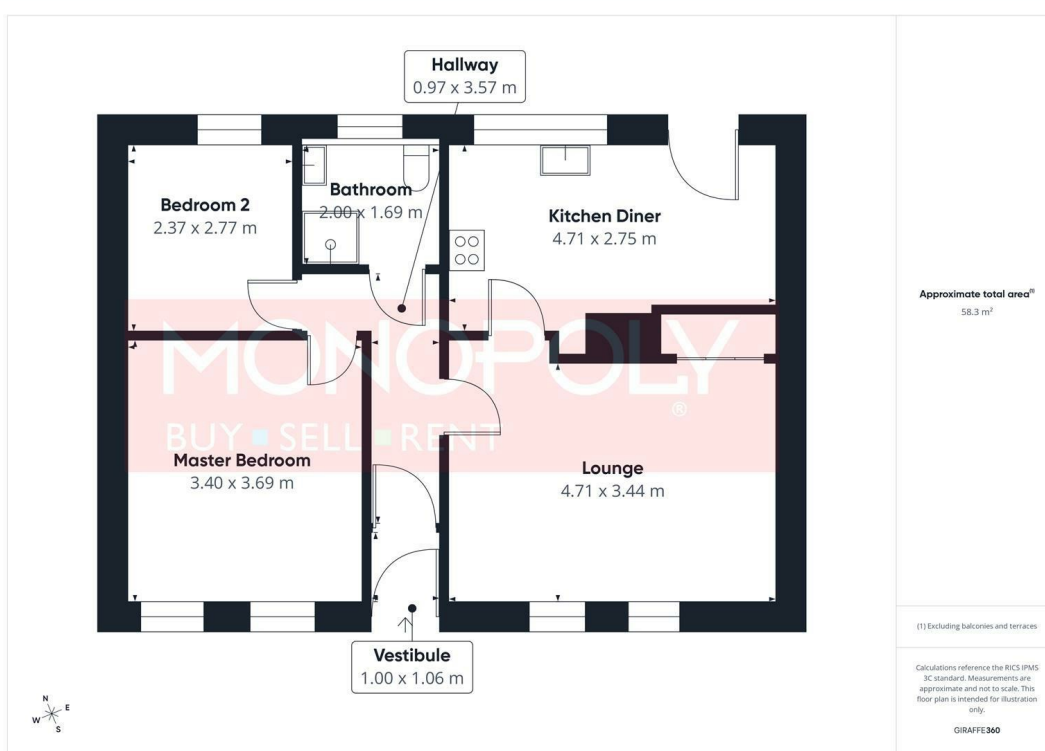 Hallway
0.97 x 3.57 m
Bedroom 2
2.37 x 2.77 m
Bathroom
2.00 x 1.69 m
Kitchen Diner
4.71 x 2.75 m
MONOPOLY
®
BUY SELL RENT
Master Bedroom
3.40 x 3.69 m
Lounge
4.71 x 3.44 m
Vestibule
1.00 x 1.06 m
N
E
W
S
Approximate total area(1)
58.3 m²
(1) Excluding balconies and terraces
Calculations reference the RICS IPMS
3C standard. Measurements are
approximate and not to scale. This
floor plan is intended for illustration
only.
GIRAFFE360